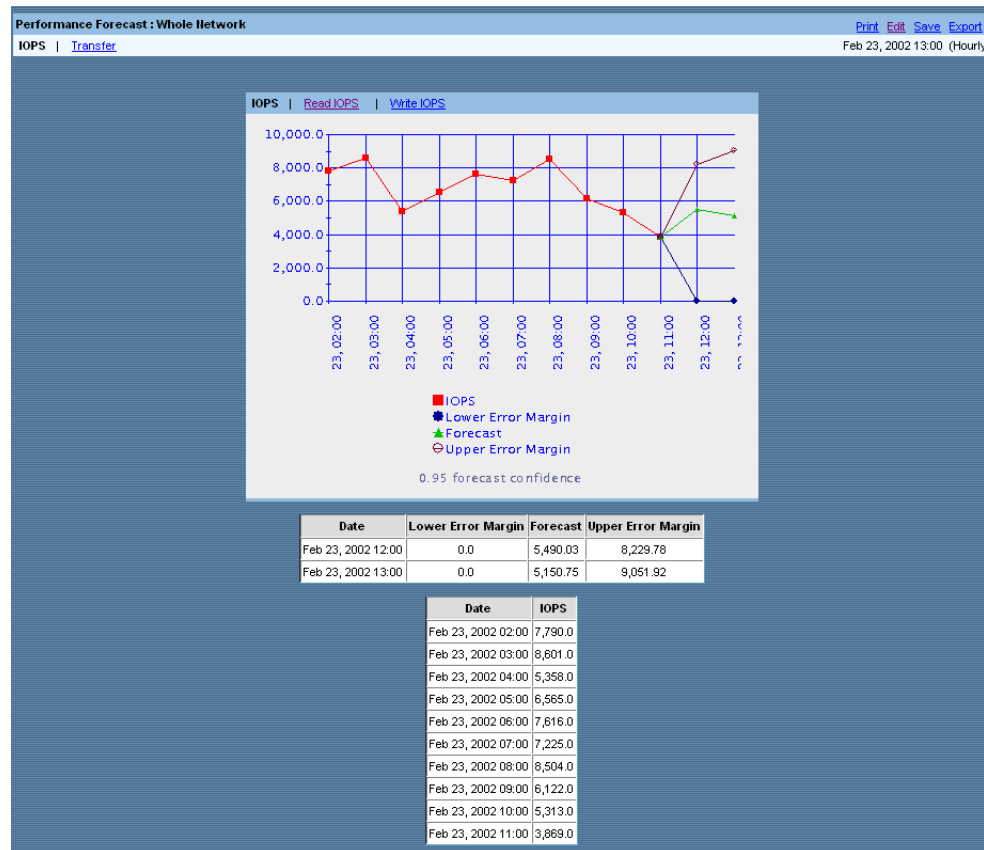 Performance Forecast : Whole Network
Print Edit Save Export
IOPS | Transfer
Feb 23, 2002 13:00 (Hourly
IOPS | Read IOPS | Write IOPS
10,000.0
8,000.0
6,000.0
4,000.0
2,000.0
0.0
23, 02:00
23, 03:00
23, 04:00
23, 05:00
23, 06:00
23, 07:00
23, 08:00
23, 09:00
23, 10:00
23, 11:00
23, 12:00
IOPS
Lower Error Margin
Forecast
Upper Error Margin
0.95 forecast confidence
Date Lower Error Margin Forecast Upper Error Margin
Feb 23, 2002 12:00 0.0 5,490.03 8,229.78
Feb 23, 2002 13:00 0.0 5,150.75 9,051.92
Date IOPS
Feb 23, 2002 02:00 7,790.0
Feb 23, 2002 03:00 8,601.0
Feb 23, 2002 04:00 5,358.0
Feb 23, 2002 05:00 6,565.0
Feb 23, 2002 06:00 7,616.0
Feb 23, 2002 07:00 7,225.0
Feb 23, 2002 08:00 8,504.0
Feb 23, 2002 09:00 6,122.0
Feb 23, 2002 10:00 5,313.0
Feb 23, 2002 11:00 3,869.0